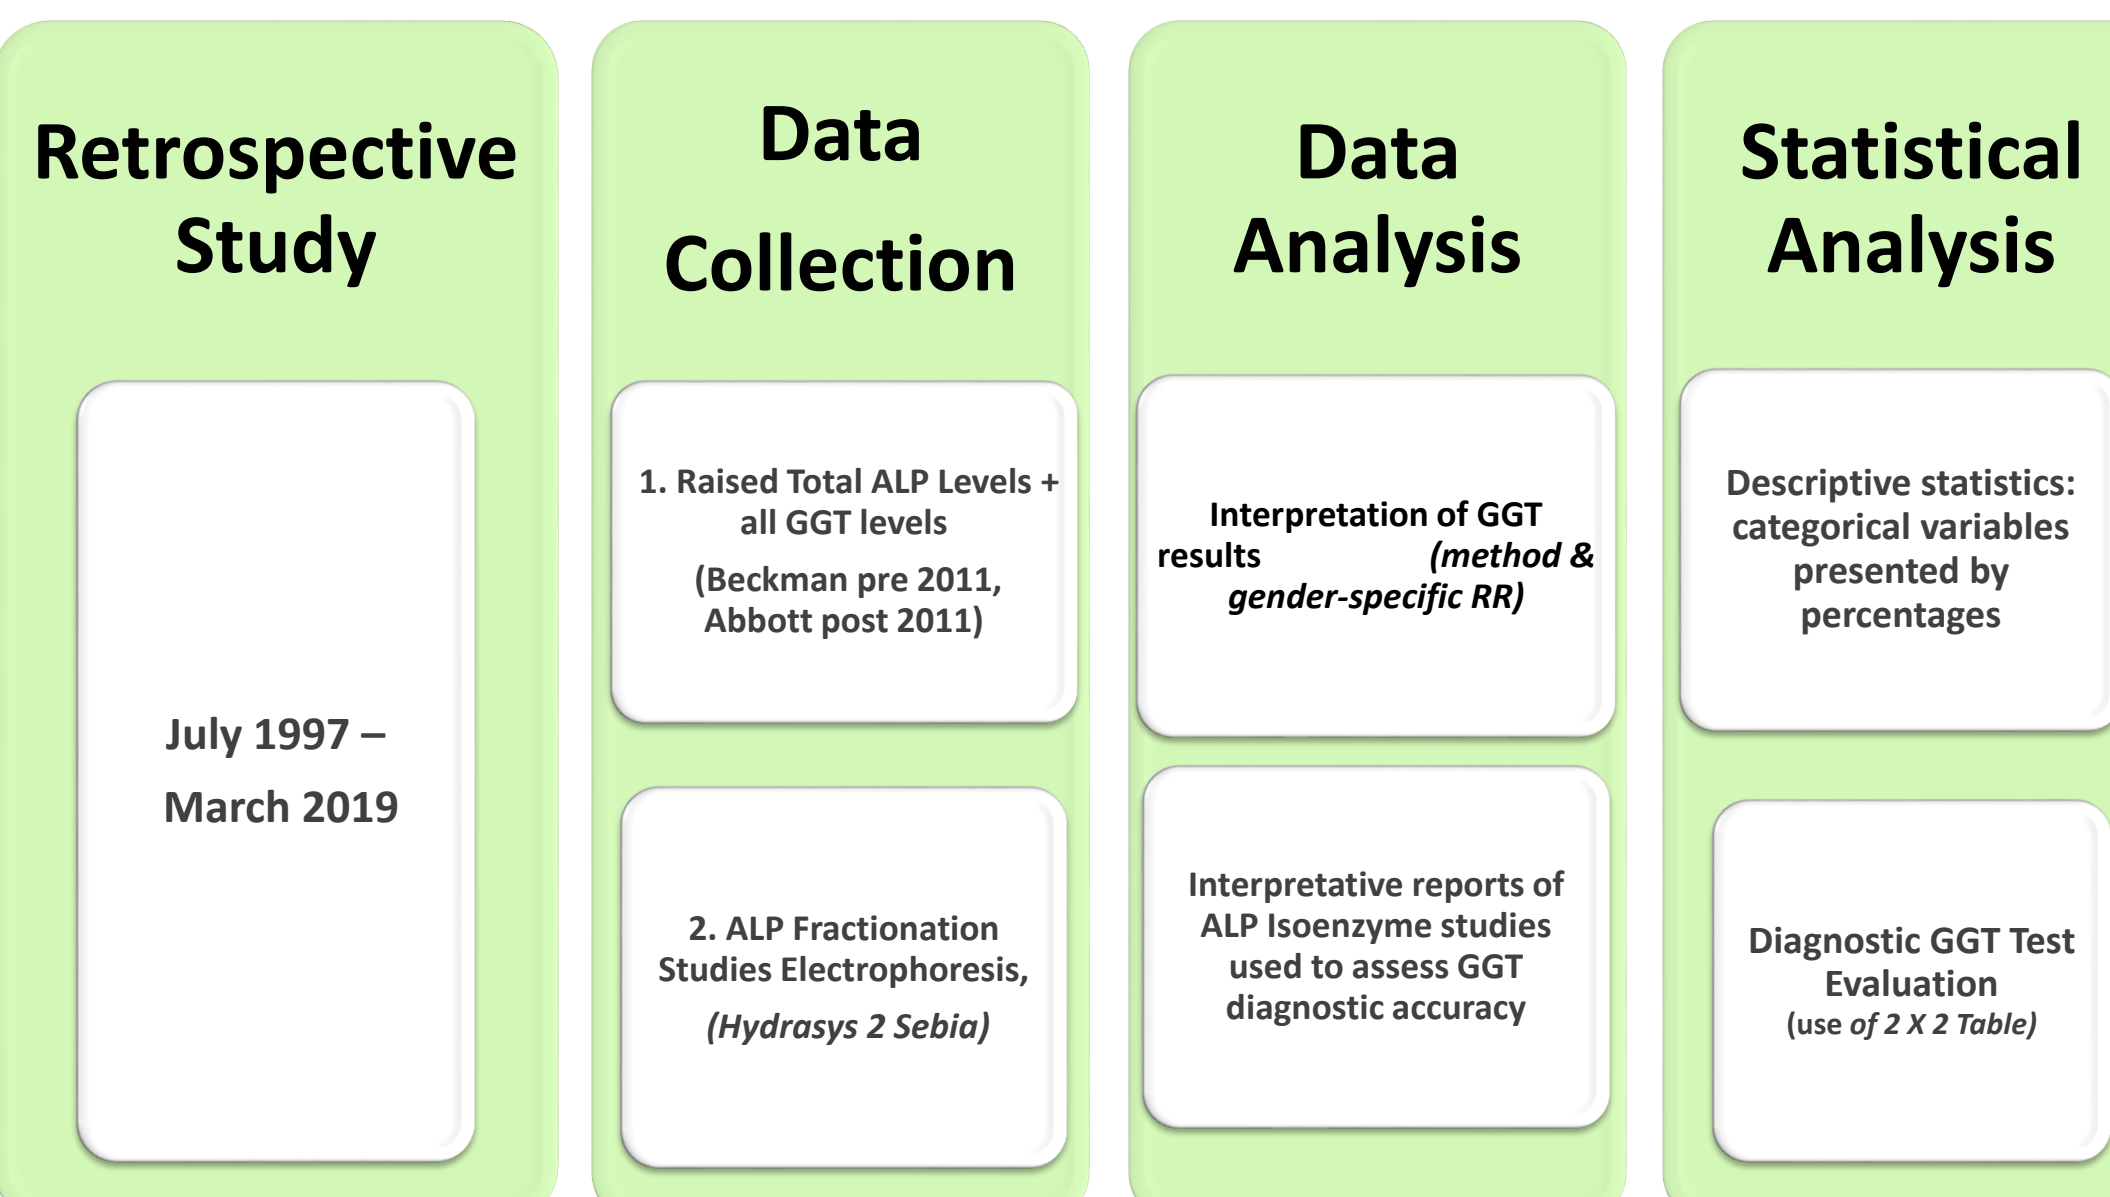 Retrospective
Study
July 1997 –
March 2019
Data
Collection
1. Raised Total ALP Levels +
all GGT levels
(Beckman pre 2011,
Abbott post 2011)
2. ALP Fractionation
Studies Electrophoresis,
(Hydrasys 2 Sebia)
Data
Analysis
Interpretation of GGT
results (method &
gender-specific RR)
Interpretative reports of
ALP Isoenzyme studies
used to assess GGT
diagnostic accuracy
Statistical
Analysis
Descriptive statistics:
categorical variables
presented by
percentages
Diagnostic GGT Test
Evaluation
(use of 2 X 2 Table)